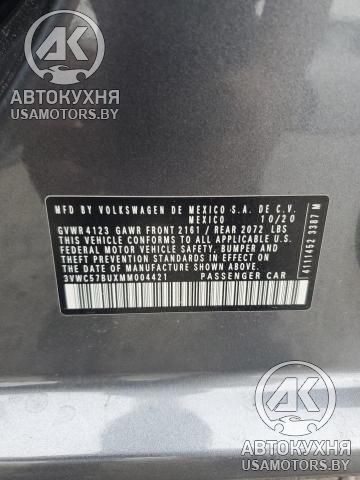 АК
АВТОКУХНЯ
USAMOTORS.BY
MFD. BY VOLKSWAGEN DE MEXICO S.A. DE C.V.
MEXICO 10/20
GVWR 4123 GAWR FRONT 2161 / REAR 2072 LBS
THIS VEHICLE CONFORMS TO ALL APPLICABLE U.S.
FEDERAL MOTOR VEHICLE SAFETY, BUMPER AND
THEFT PREVENTION STANDARDS IN EFFECT ON THE
DATE OF MANUFACTURE SHOWN ABOVE.
3VWC57BUXMM004421 PASSENGER CAR
4111452 3387 M
АК
АВТОКУХНЯ
USAMOTORS.BY